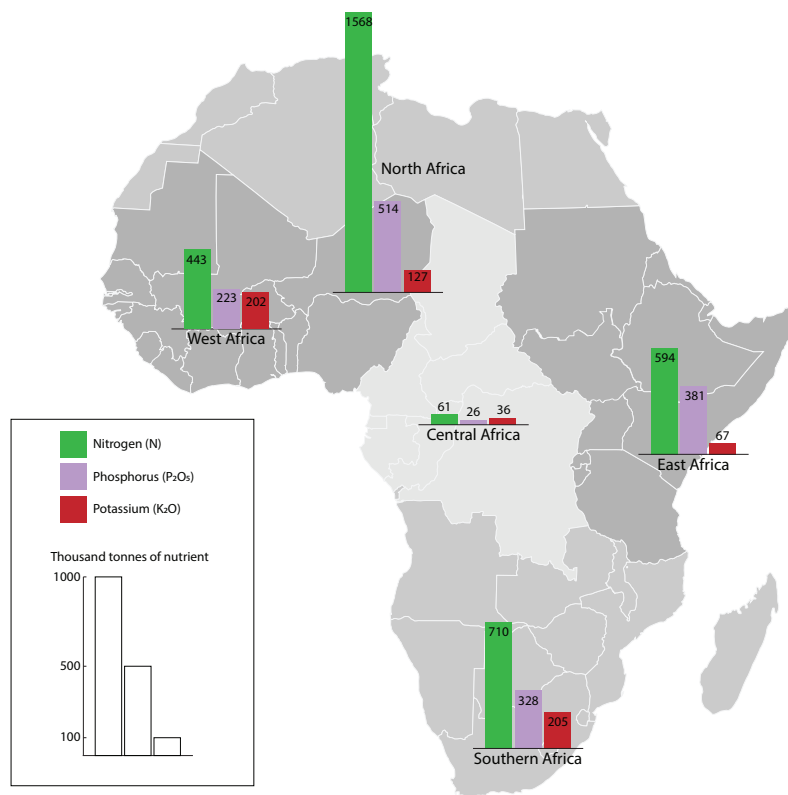 1568
North Africa
514
127
443
223
202
West Africa
594
381
67
East Africa
61
26
36
Central Africa
Nitrogen (N)
Phosphorus (P₂O₅)
Potassium (K₂O)
Thousand tonnes of nutrient
1000
500
100
710
328
205
Southern Africa